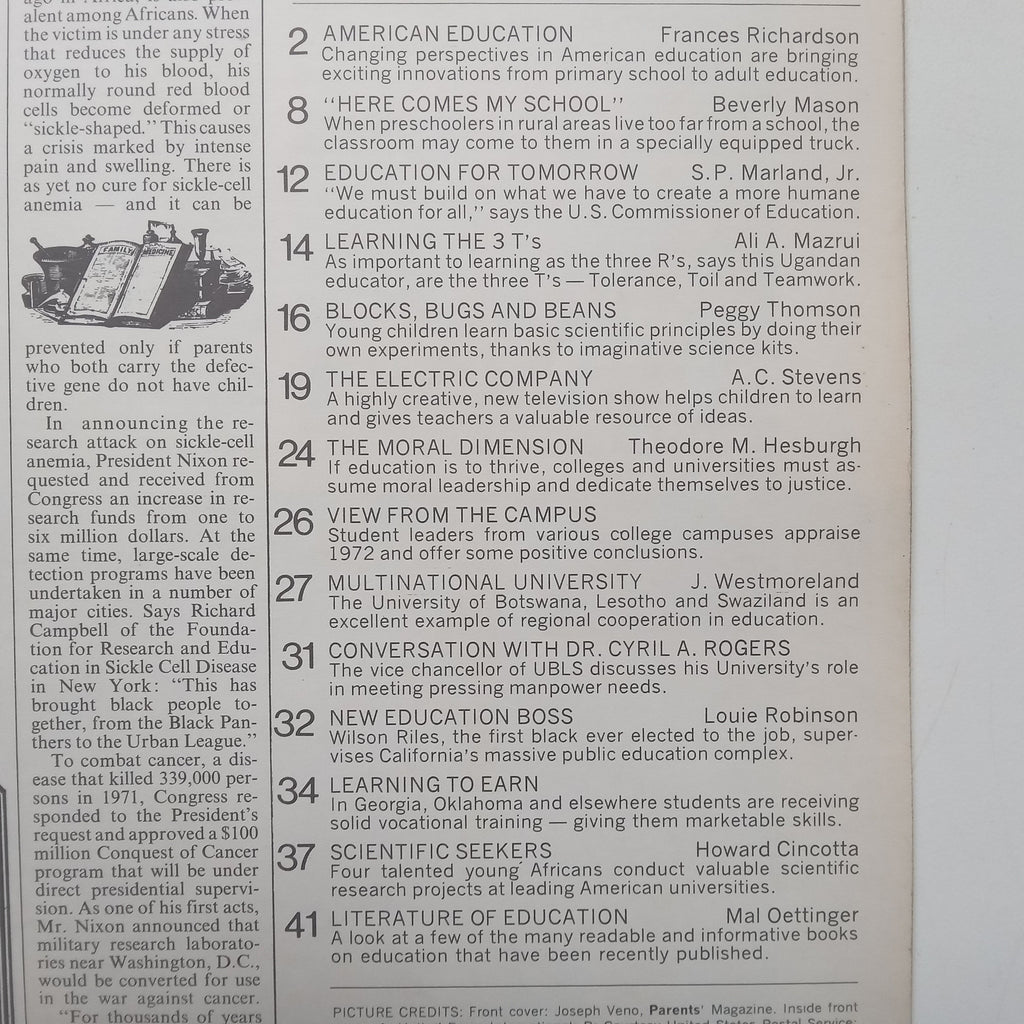 alent among Africans. When
the victim is under any stress
that reduces the supply of
oxygen to his blood, his
normally round red blood
cells become deformed or
“sickle-shaped.” This causes
a crisis marked by intense
pain and swelling. There is
as yet no cure for sickle-cell
anemia — and it can be
FAMILY MEDICINE
prevented only if parents
who both carry the defec-
tive gene do not have chil-
dren.
In announcing the re-
search attack on sickle-cell
anemia, President Nixon re-
quested and received from
Congress an increase in re-
search funds from one to
six million dollars. At the
same time, large-scale de-
tection programs have been
undertaken in a number of
major cities. Says Richard
Campbell of the Founda-
tion for Research and Edu-
cation in Sickle Cell Disease
in New York: “This has
brought black people to-
gether, from the Black Pan-
thers to the Urban League.”
To combat cancer, a dis-
ease that killed 339,000 per-
sons in 1971, Congress re-
sponded to the President’s
request and approved a $100
million Conquest of Cancer
program that will be under
direct presidential supervi-
sion. As one of his first acts,
Mr. Nixon announced that
military research laborato-
ries near Washington, D.C.,
would be converted for use
in the war against cancer.
“For thousands of years
2 AMERICAN EDUCATION Frances Richardson
Changing perspectives in American education are bringing
exciting innovations from primary school to adult education.
8 “HERE COMES MY SCHOOL” Beverly Mason
When preschoolers in rural areas live too far from a school, the
classroom may come to them in a specially equipped truck.
12 EDUCATION FOR TOMORROW S.P. Marland, Jr.
“We must build on what we have to create a more humane
education for all,” says the U.S. Commissioner of Education.
14 LEARNING THE 3 T’s Ali A. Mazrui
As important to learning as the three R’s, says this Ugandan
educator, are the three T’s — Tolerance, Toil and Teamwork.
16 BLOCKS, BUGS AND BEANS Peggy Thomson
Young children learn basic scientific principles by doing their
own experiments, thanks to imaginative science kits.
19 THE ELECTRIC COMPANY A.C. Stevens
A highly creative, new television show helps children to learn
and gives teachers a valuable resource of ideas.
24 THE MORAL DIMENSION Theodore M. Hesburgh
If education is to thrive, colleges and universities must as-
sume moral leadership and dedicate themselves to justice.
26 VIEW FROM THE CAMPUS
Student leaders from various college campuses appraise
1972 and offer some positive conclusions.
27 MULTINATIONAL UNIVERSITY J. Westmoreland
The University of Botswana, Lesotho and Swaziland is an
excellent example of regional cooperation in education.
31 CONVERSATION WITH DR. CYRIL A. ROGERS
The vice chancellor of UBLS discusses his University’s role
in meeting pressing manpower needs.
32 NEW EDUCATION BOSS Louie Robinson
Wilson Riles, the first black ever elected to the job, super-
vises California’s massive public education complex.
34 LEARNING TO EARN
In Georgia, Oklahoma and elsewhere students are receiving
solid vocational training — giving them marketable skills.
37 SCIENTIFIC SEEKERS Howard Cincotta
Four talented young Africans conduct valuable scientific
research projects at leading American universities.
41 LITERATURE OF EDUCATION Mal Oettinger
A look at a few of the many readable and informative books
on education that have been recently published.
PICTURE CREDITS: Front cover: Joseph Veno, Parents’ Magazine. Inside front